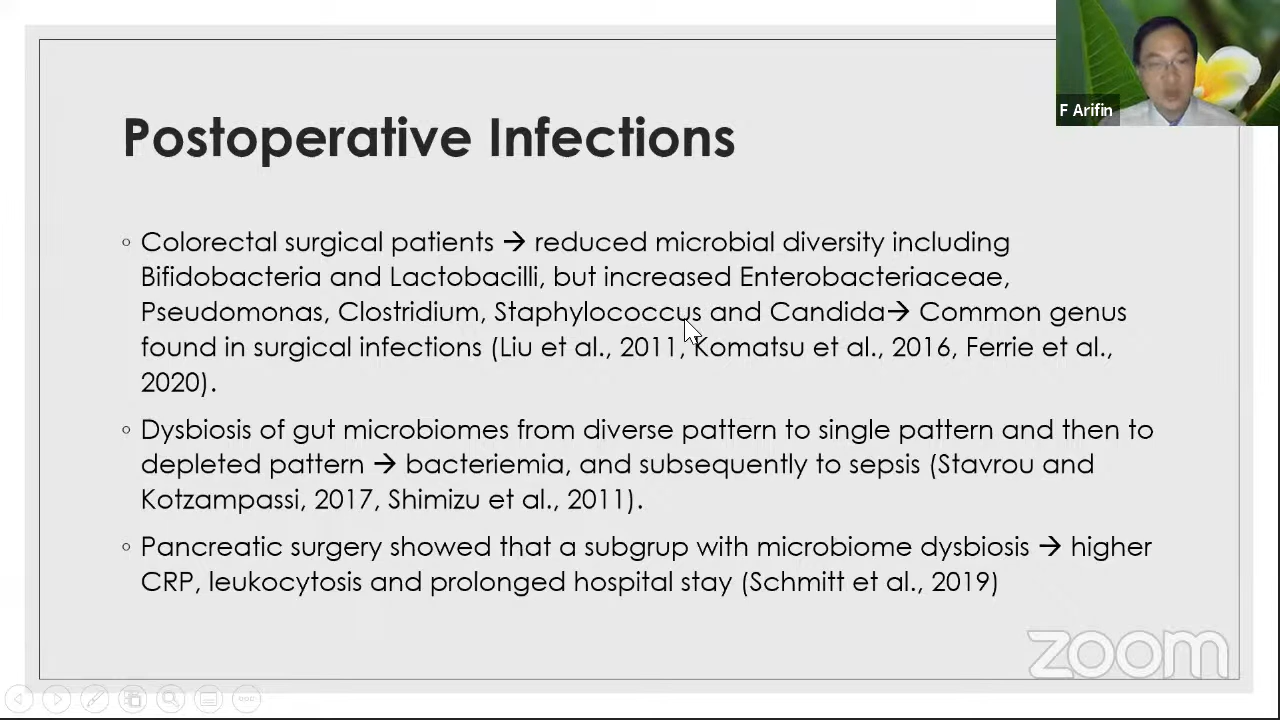 F Arifin
Postoperative Infections
◦ Colorectal surgical patients → reduced microbial diversity including
Bifidobacteria and Lactobacilli, but increased Enterobacteriaceae,
Pseudomonas, Clostridium, Staphylococcus and Candida→ Common genus
found in surgical infections (Liu et al., 2011, Komatsu et al., 2016, Ferrie et al.,
2020).
◦ Dysbiosis of gut microbiomes from diverse pattern to single pattern and then to
depleted pattern → bacteriemia, and subsequently to sepsis (Stavrou and
Kotzampassi, 2017, Shimizu et al., 2011).
◦ Pancreatic surgery showed that a subgrup with microbiome dysbiosis → higher
CRP, leukocytosis and prolonged hospital stay (Schmitt et al., 2019)
zoom